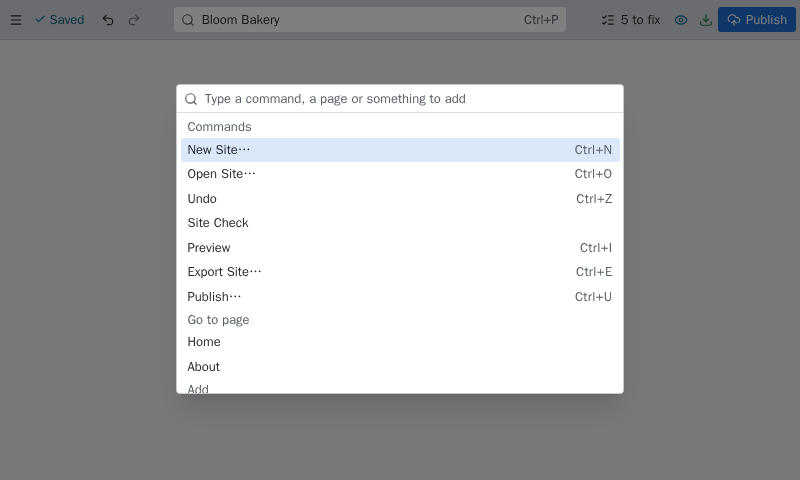 Saved
Bloom Bakery
Ctrl+P
5 to fix
Publish
Type a command, a page or something to add
Commands
New Site⋯ Ctrl+N
Open Site⋯ Ctrl+O
Undo Ctrl+Z
Site Check
Preview Ctrl+I
Export Site⋯ Ctrl+E
Publish⋯ Ctrl+U
Go to page
Home
About
Add